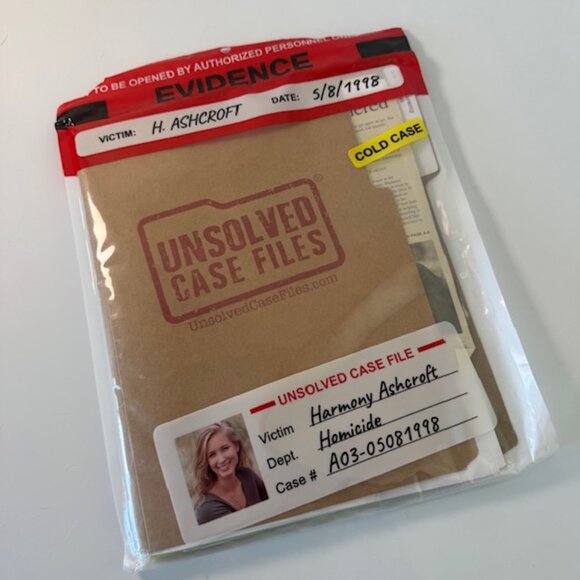 TO BE OPENED BY AUTHORIZED PERSONNEL
EVIDENCE
VICTIM: H. ASHCROFT DATE: 5/8/1998
COLD CASE
UNSOLVED
CASE FILES
®
UnsolvedCaseFiles.com
UNSOLVED CASE FILE
Victim Harmony Ashcroft
Dept. Homicide
Case # A03-05081998